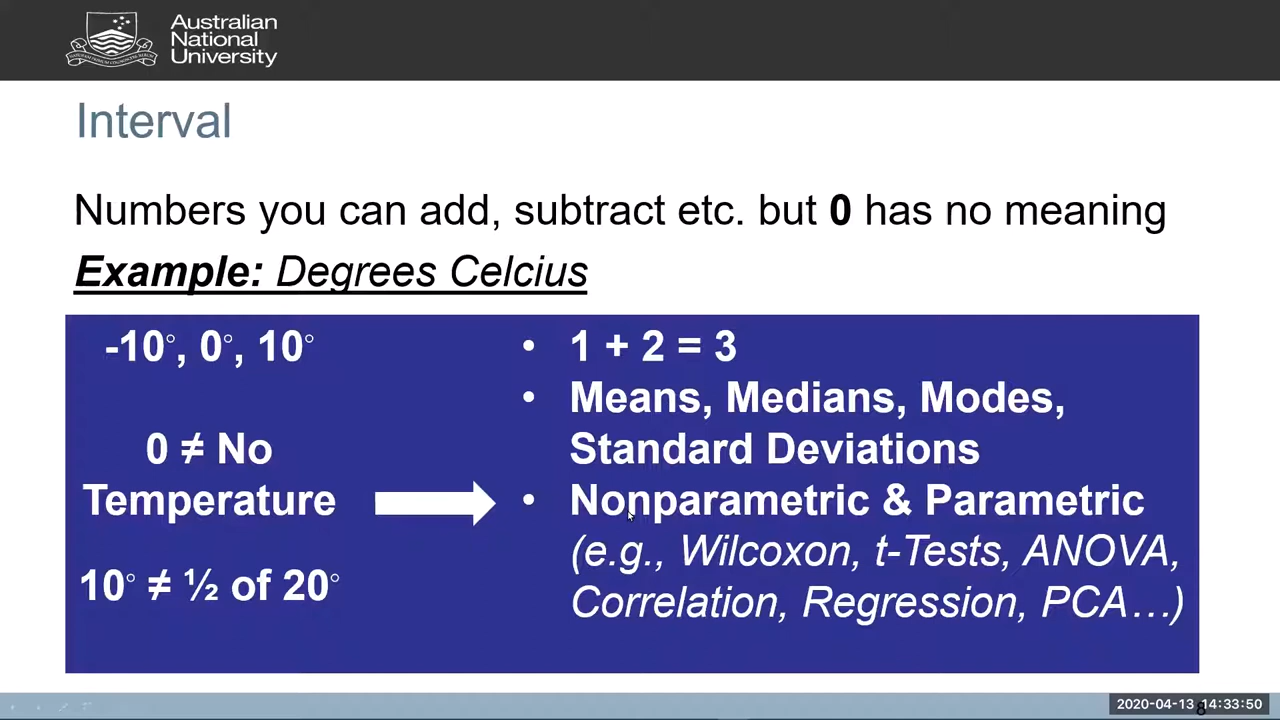 Australian
National
University
Interval
Numbers you can add, subtract etc. but 0 has no meaning
Example: Degrees Celcius
-10°, 0°, 10°
0 ≠ No
Temperature
10° ≠ ½ of 20°
• 1 + 2 = 3
• Means, Medians, Modes,
Standard Deviations
• Nonparametric & Parametric
(e.g., Wilcoxon, t-Tests, ANOVA,
Correlation, Regression, PCA…)
2020-04-13 14:33:50
8